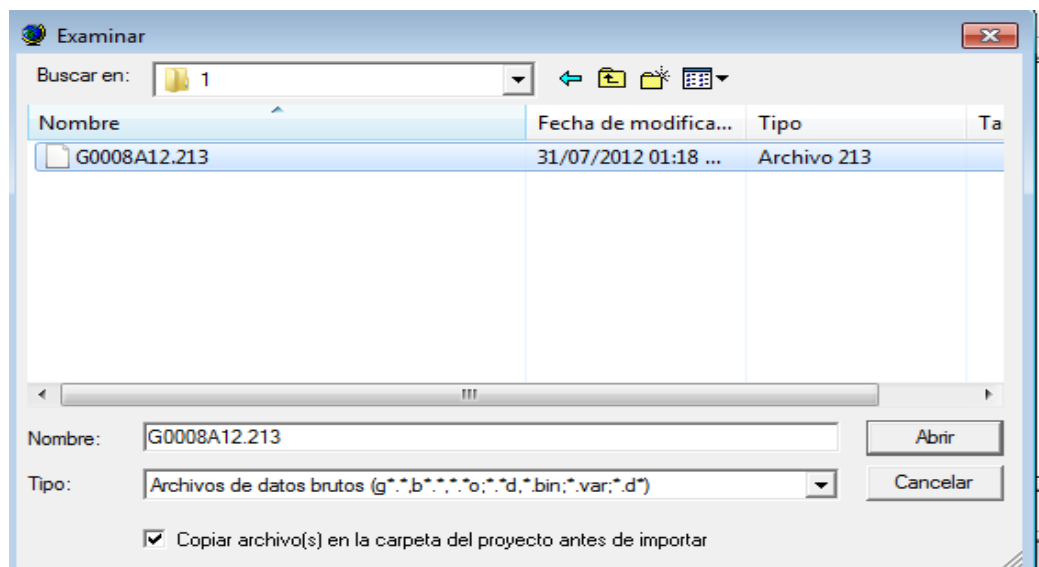 Examinar
Buscar en: 1
Nombre Fecha de modifica... Tipo Ta
G0008A12.213 31/07/2012 01:18 ... Archivo 213
Nombre: G0008A12.213 Abrir
Tipo: Archivos de datos brutos (g*.*,b*.*,*.*o;*.*d,*.bin;*.var;*.d*) Cancelar
Copiar archivo(s) en la carpeta del proyecto antes de importar